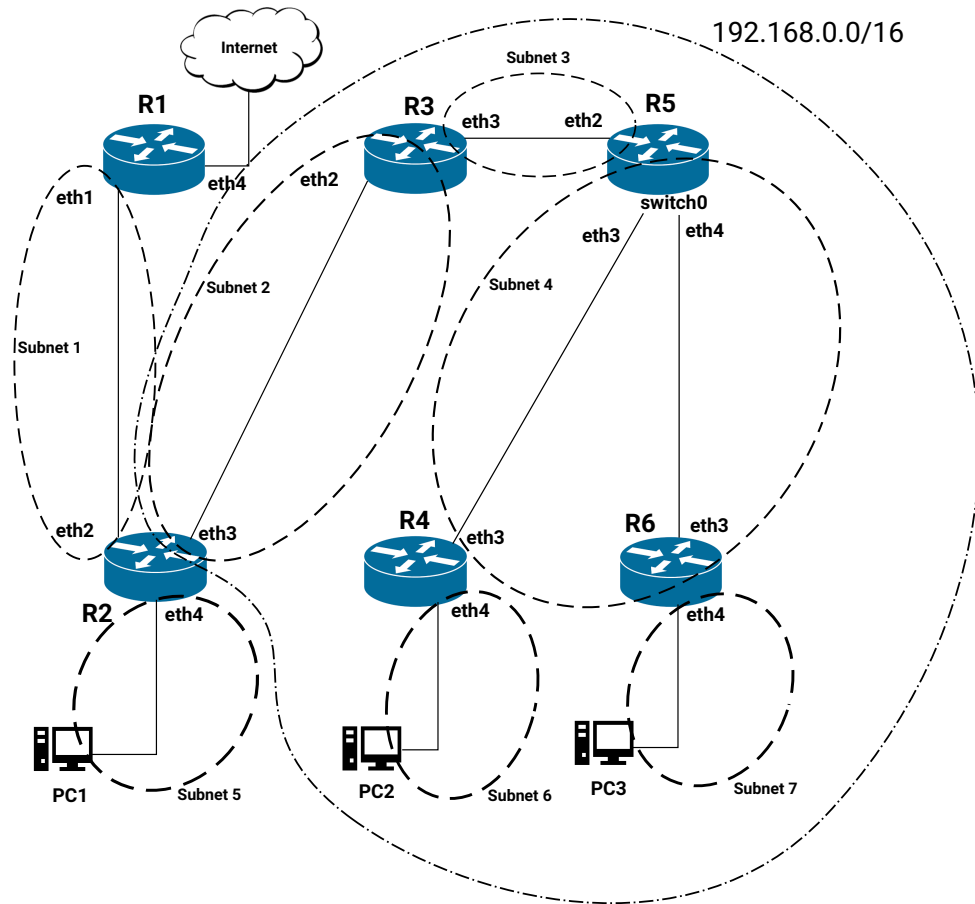 192.168.0.0/16
Internet
Subnet 3
R1
R3
R5
eth3
eth2
eth4
eth2
eth1
switch0
eth3
eth4
Subnet 2
Subnet 4
Subnet 1
eth2
eth3
R4
eth3
R6
eth3
R2
eth4
eth4
eth4
PC1
Subnet 5
PC2
Subnet 6
PC3
Subnet 7